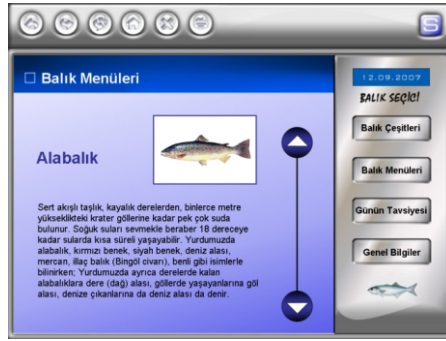 Balık Menüleri
Alabalık
Sert akışlı taşlık, kayalık derelerden, binlerce metre
yükseklikteki krater göllerine kadar pek çok suda
bulunur. Soğuk suları sevmekle beraber 18 dereceye
kadar sularda kısa süreli yaşayabilir. Yurdumuzda
alabalık, kırmızı benek, siyah benek, deniz alası,
mercan, illaç balık (Bingöl civarı), benli gibi isimlerle
bilinirken; Yurdumuzda ayrıca derelerde kalan
alabalıklara dere (dağ) alası, göllerde yaşayanlarına göl
alası, denize çıkanlarına da deniz alası da denir.
S
12.09.2007
BALIK SEÇİCİ
Balık Çeşitleri
Balık Menüleri
Günün Tavsiyesi
Genel Bilgiler